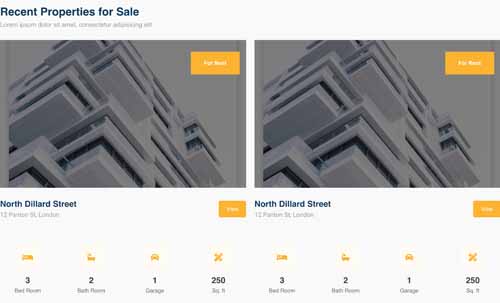 Recent Properties for Sale
Lorem ipsum dolor sit amet, consectetur adipisicing elit
For Rent
For Rent
North Dillard Street
12 Panton St, London
View
North Dillard Street
12 Panton St, London
View
3
Bed Room
2
Bath Room
1
Garage
250
Sq. ft
3
Bed Room
2
Bath Room
1
Garage
250
Sq. ft